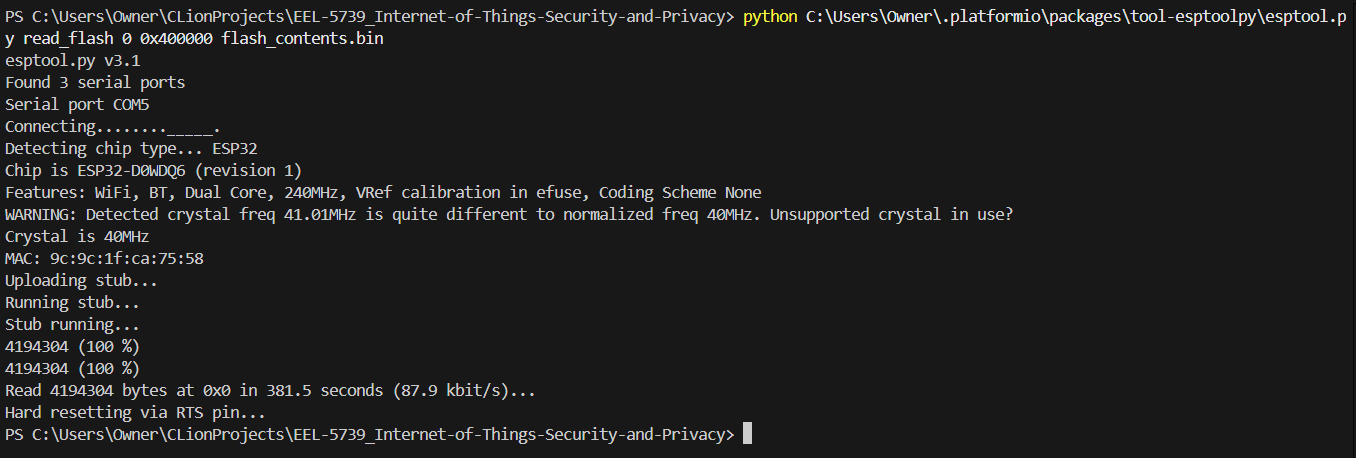 PS C:\Users\Owner\CLionProjects\EEL-5739_Internet-of-Things-Security-and-Privacy> python C:\Users\Owner\.platformio\packages\tool-esptoolpy\esptool.p
y read_flash 0 0x400000 flash_contents.bin
esptool.py v3.1
Found 3 serial ports
Serial port COM5
Connecting........_____.
Detecting chip type... ESP32
Chip is ESP32-D0WDQ6 (revision 1)
Features: WiFi, BT, Dual Core, 240MHz, VRef calibration in efuse, Coding Scheme None
WARNING: Detected crystal freq 41.01MHz is quite different to normalized freq 40MHz. Unsupported crystal in use?
Crystal is 40MHz
MAC: 9c:9c:1f:ca:75:58
Uploading stub...
Running stub...
Stub running...
4194304 (100 %)
4194304 (100 %)
Read 4194304 bytes at 0x0 in 381.5 seconds (87.9 kbit/s)...
Hard resetting via RTS pin...
PS C:\Users\Owner\CLionProjects\EEL-5739_Internet-of-Things-Security-and-Privacy>